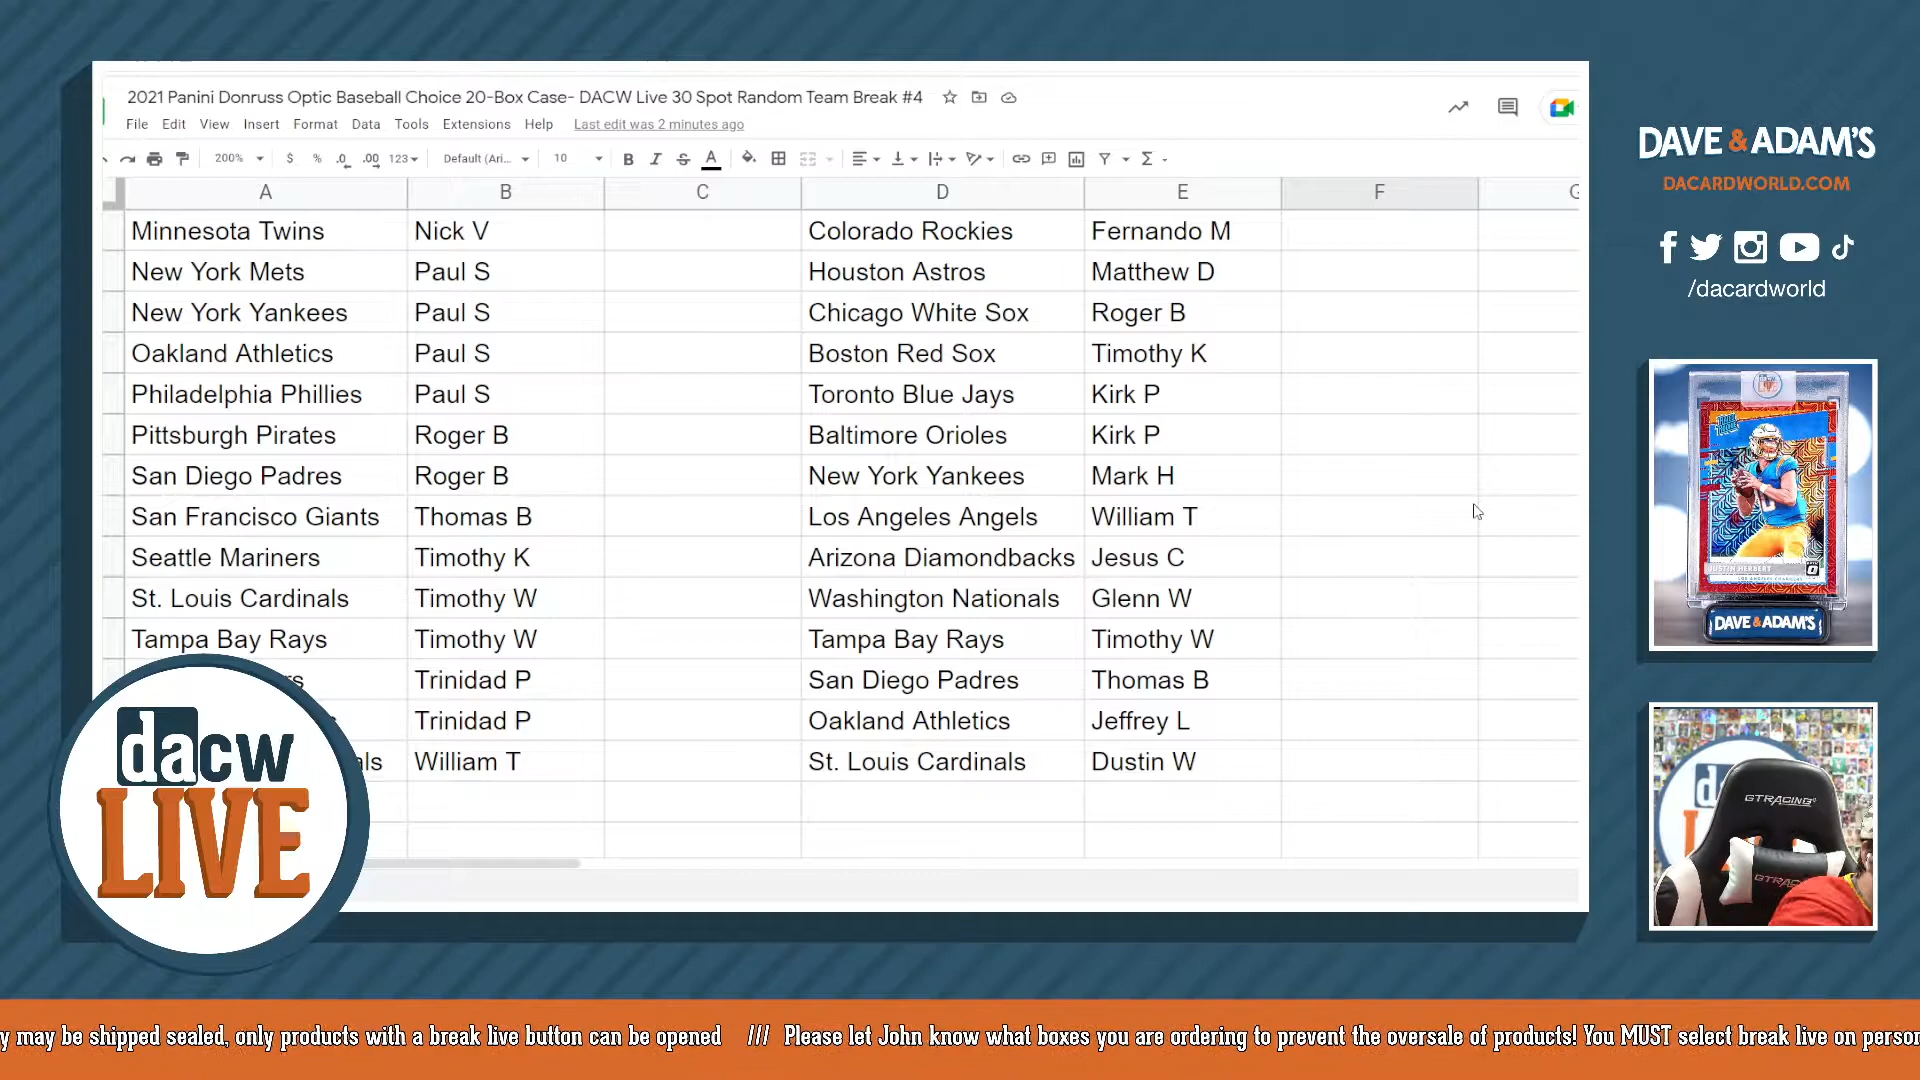 2021 Panini Donruss Optic Baseball Choice 20-Box Case- DACW Live 30 Spot Random Team Break #4
File Edit View Insert Format Data Tools Extensions Help Last edit was 2 minutes ago
200% $ % .0 .00 123 Default (Ari... 10 B I S A
A B C D E F
Minnesota Twins Nick V Colorado Rockies Fernando M
New York Mets Paul S Houston Astros Matthew D
New York Yankees Paul S Chicago White Sox Roger B
Oakland Athletics Paul S Boston Red Sox Timothy K
Philadelphia Phillies Paul S Toronto Blue Jays Kirk P
Pittsburgh Pirates Roger B Baltimore Orioles Kirk P
San Diego Padres Roger B New York Yankees Mark H
San Francisco Giants Thomas B Los Angeles Angels William T
Seattle Mariners Timothy K Arizona Diamondbacks Jesus C
St. Louis Cardinals Timothy W Washington Nationals Glenn W
Tampa Bay Rays Timothy W Tampa Bay Rays Timothy W
Trinidad P San Diego Padres Thomas B
Trinidad P Oakland Athletics Jeffrey L
als William T St. Louis Cardinals Dustin W
dacw
LIVE
DAVE & ADAM'S
DACARDWORLD.COM
/dacardworld
JUSTIN HERBERT
LOS ANGELES CHARGERS
DAVE & ADAM'S
GTRACING
y may be shipped sealed, only products with a break live button can be opened /// Please let John know what boxes you are ordering to prevent the oversale of products! You MUST select break live on person